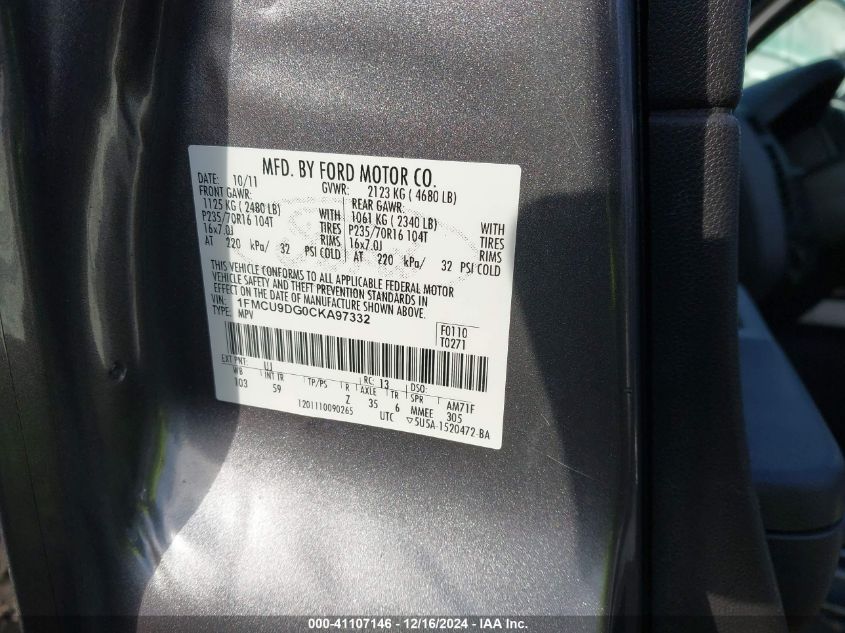 MFD. BY FORD MOTOR CO.
DATE: 10/11 GVWR: 2123 KG ( 4680 LB)
FRONT GAWR: REAR GAWR:
1125 KG ( 2480 LB) WITH 1061 KG ( 2340 LB) WITH
P235/70R16 104T TIRES P235/70R16 104T TIRES
16x7.0J RIMS 16x7.0J RIMS
AT 220 kPa/ 32 PSI COLD AT 220 kPa/ 32 PSI COLD
THIS VEHICLE CONFORMS TO ALL APPLICABLE FEDERAL MOTOR
VEHICLE SAFETY AND THEFT PREVENTION STANDARDS IN
EFFECT ON THE DATE OF MANUFACTURE SHOWN ABOVE.
VIN: 1FMCU9DG0CKA97332
TYPE: MPV
F0110
T0271
EXT PNT: UJ RC: 13 DSO:
WB INT TR TP/PS R AXLE TR SPR AM71F
103 59 Z 35 6 MMEE 305
1201110090265 UTC ▽5U5A-1520472-BA
000-41107146 - 12/16/2024 - IAA Inc.